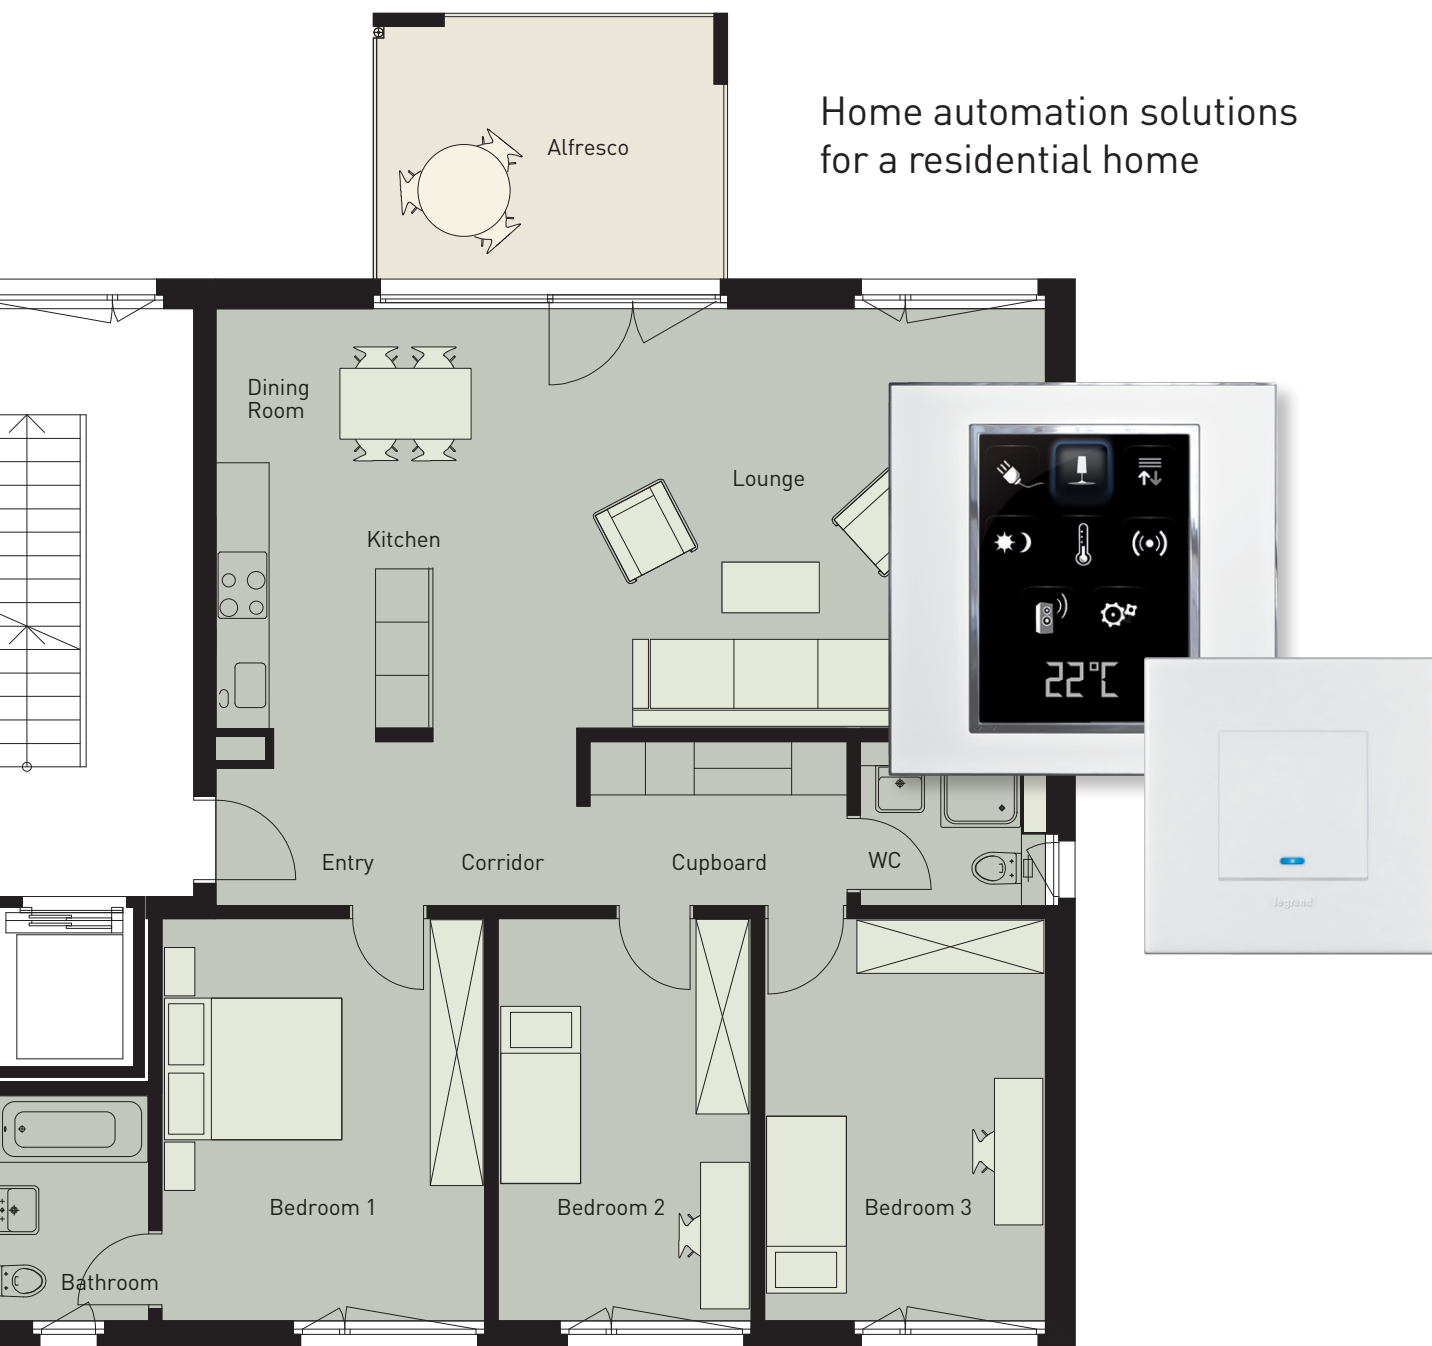 Home automation solutions
for a residential home
Alfresco
Dining
Room
Lounge
Kitchen
22°C
Entry
Corridor
Cupboard
WC
legrand
Bedroom 1
Bedroom 2
Bedroom 3
Bathroom